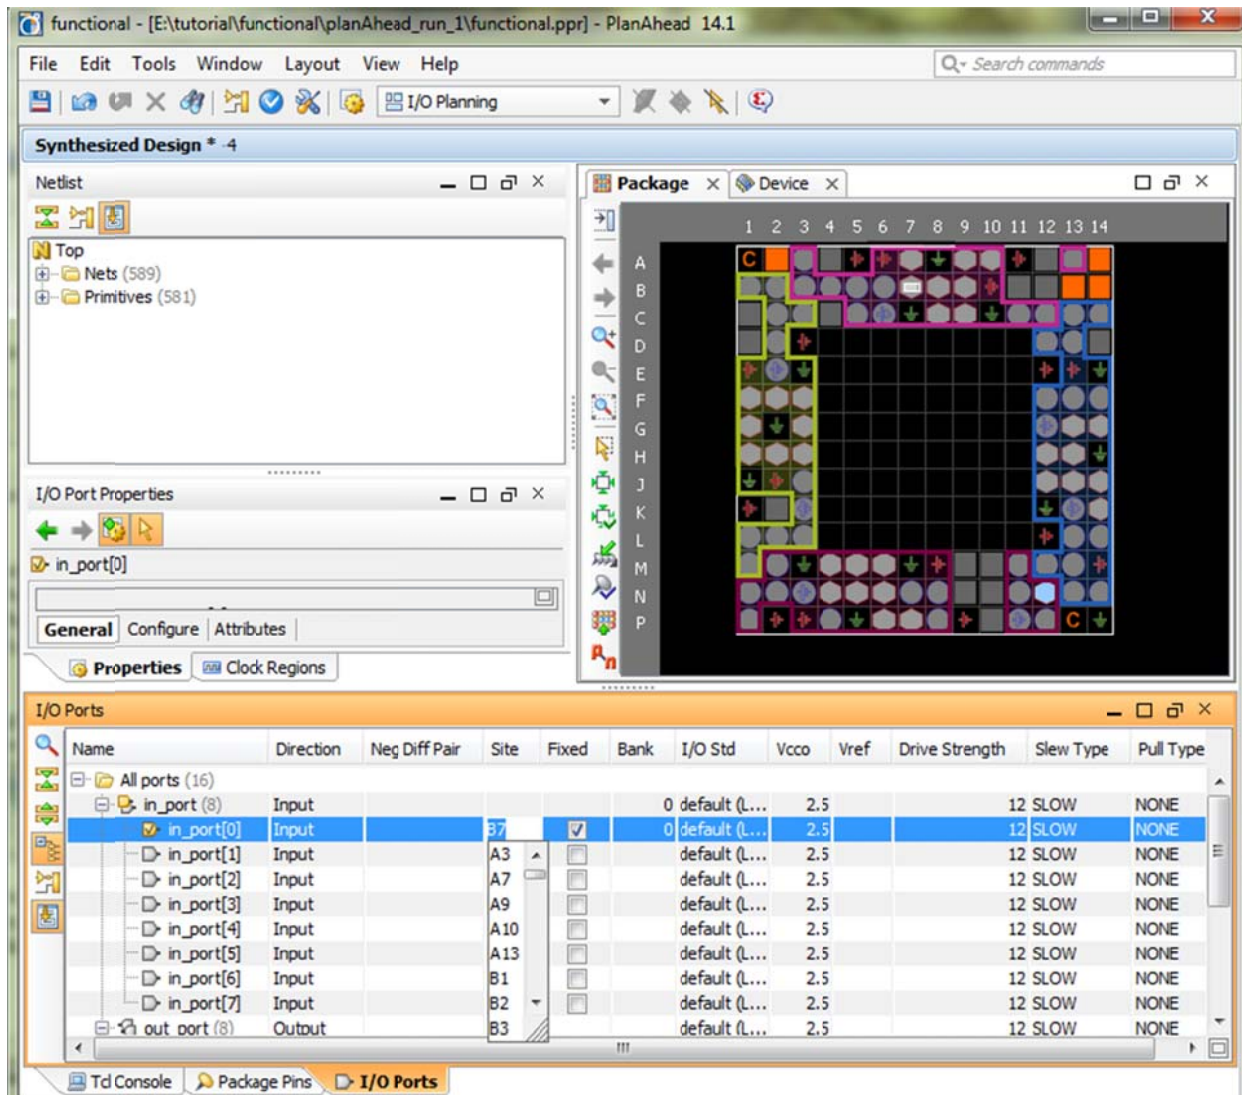 functional - [E:\tutorial\functional\planAhead_run_1\functional.ppr] - PlanAhead 14.1
File Edit Tools Window Layout View Help
Search commands
I/O Planning
Synthesized Design * -4
Netlist
Top
Nets (589)
Primitives (581)
I/O Port Properties
in_port[0]
General Configure Attributes
Properties Clock Regions
Package Device
1 2 3 4 5 6 7 8 9 10 11 12 13 14
A C
B
C
D
E
F
G
H
J
K
L
M
N
P C
I/O Ports
Name Direction Neg Diff Pair Site Fixed Bank I/O Std Vcco Vref Drive Strength Slew Type Pull Type
All ports (16)
in_port (8) Input 0 default (L... 2.5 12 SLOW NONE
in_port[0] Input B7 0 default (L... 2.5 12 SLOW NONE
in_port[1] Input A3 default (L... 2.5 12 SLOW NONE
in_port[2] Input A7 default (L... 2.5 12 SLOW NONE
in_port[3] Input A9 default (L... 2.5 12 SLOW NONE
in_port[4] Input A10 default (L... 2.5 12 SLOW NONE
in_port[5] Input A13 default (L... 2.5 12 SLOW NONE
in_port[6] Input B1 default (L... 2.5 12 SLOW NONE
in_port[7] Input B2 default (L... 2.5 12 SLOW NONE
out_port (8) Output B3 default (L... 2.5 12 SLOW NONE
Tcl Console Package Pins I/O Ports